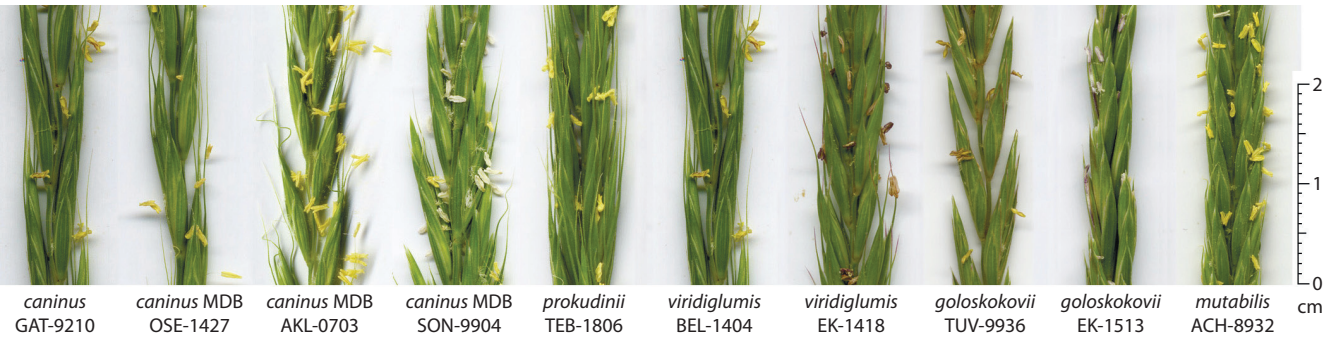 caninus
GAT-9210
caninus MDB
OSE-1427
caninus MDB
AKL-0703
caninus MDB
SON-9904
prokudinii
TEB-1806
viridiglumis
BEL-1404
viridiglumis
EK-1418
goloskokovii
TUV-9936
goloskokovii
EK-1513
mutabilis
ACH-8932
2
1
0
cm